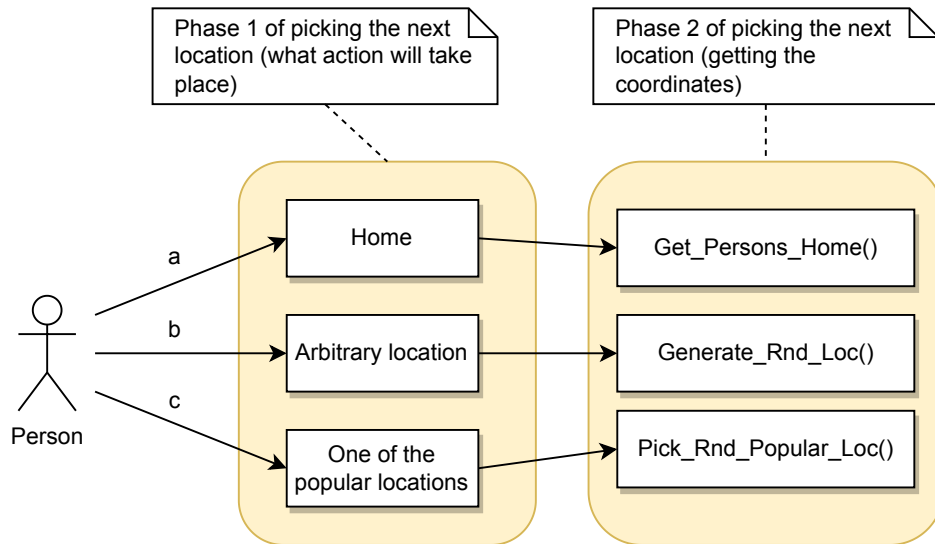 Phase 1 of picking the next
location (what action will take
place)
Phase 2 of picking the next
location (getting the
coordinates)
a
Home
Get_Persons_Home()
b
Arbitrary location
Generate_Rnd_Loc()
c
Person
One of the
popular locations
Pick_Rnd_Popular_Loc()